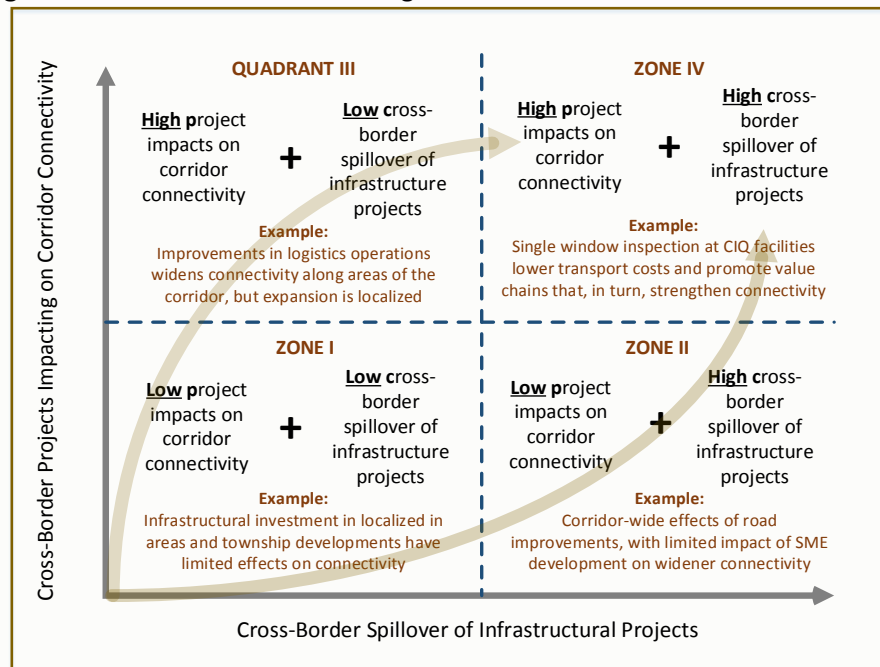 Cross-Border Projects Impacting on Corridor Connectivity
QUADRANT III
High project
impacts on
corridor
connectivity
+
Low cross-
border
spillover of
infrastructure
projects
Example:
Improvements in logistics operations
widens connectivity along areas of the
corridor, but expansion is localized
ZONE IV
High project
impacts on
corridor
connectivity
+
High cross-
border
spillover of
infrastructure
projects
Example:
Single window inspection at CIQ facilities
lower transport costs and promote value
chains that, in turn, strengthen connectivity
ZONE I
Low project
impacts on
corridor
connectivity
+
Low cross-
border
spillover of
infrastructure
projects
Example:
Infrastructural investment in localized in
areas and township developments have
limited effects on connectivity
ZONE II
Low project
impacts on
corridor
connectivity
+
High cross-
border
spillover of
infrastructure
projects
Example:
Corridor-wide effects of road
improvements, with limited impact of SME
development on widener connectivity
Cross-Border Spillover of Infrastructural Projects